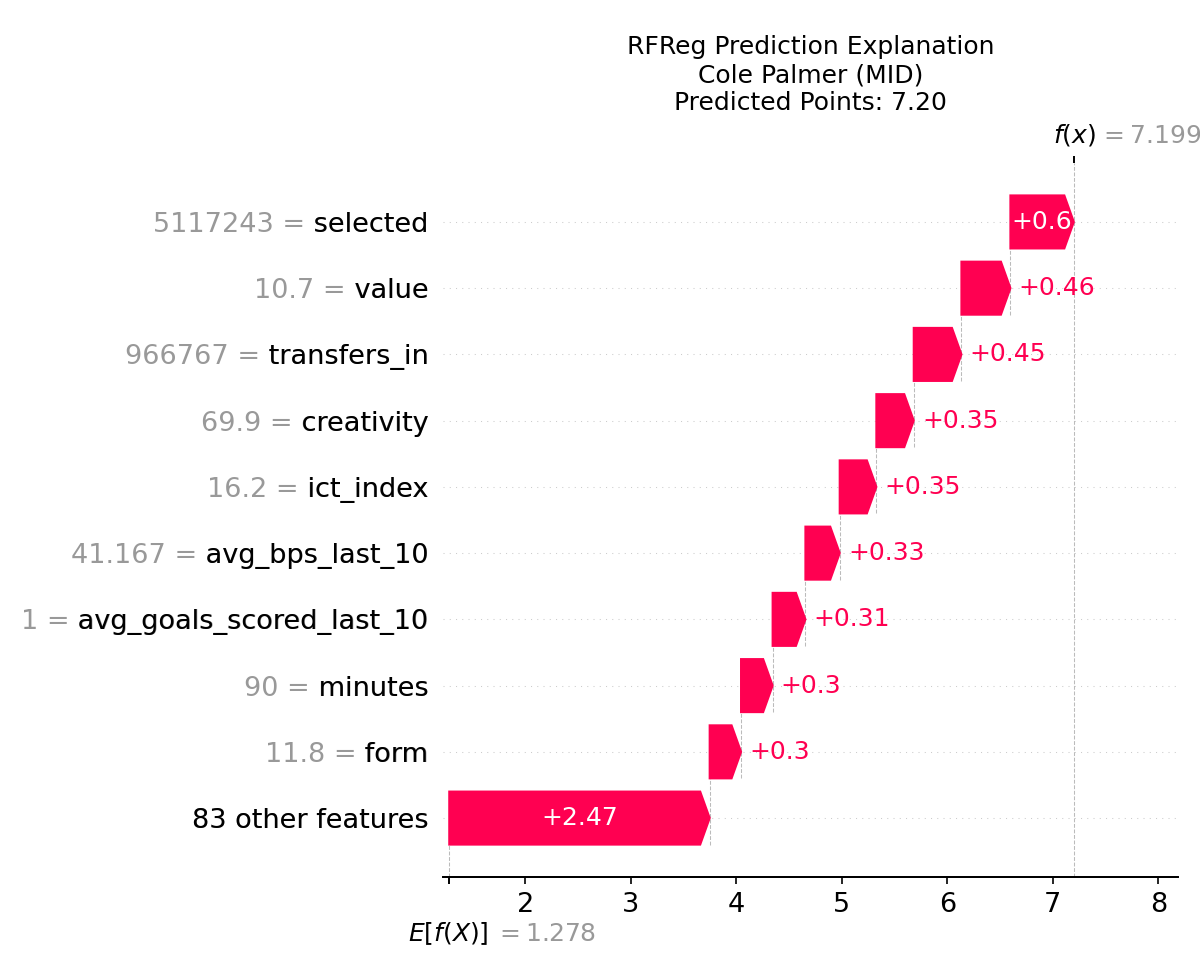 RFReg Prediction Explanation
Cole Palmer (MID)
Predicted Points: 7.20
f(x) = 7.199
5117243 = selected +0.6
10.7 = value +0.46
966767 = transfers_in +0.45
69.9 = creativity +0.35
16.2 = ict_index +0.35
41.167 = avg_bps_last_10 +0.33
1 = avg_goals_scored_last_10 +0.31
90 = minutes +0.3
11.8 = form +0.3
83 other features +2.47
2 3 4 5 6 7 8
E[f(X)] = 1.278